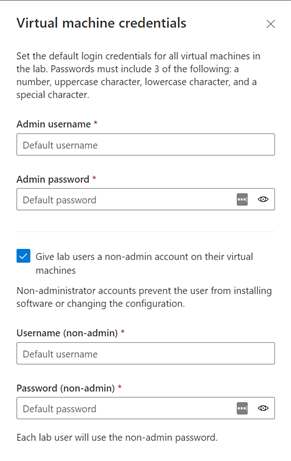 Virtual machine credentials
Set the default login credentials for all virtual machines in
the lab. Passwords must include 3 of the following: a
number, uppercase character, lowercase character, and a
special character.
Admin username *
Default username
Admin password *
Default password
Give lab users a non-admin account on their virtual
machines
Non-administrator accounts prevent the user from installing
software or changing the configuration.
Username (non-admin) *
Default username
Password (non-admin) *
Default password
Each lab user will use the non-admin password.